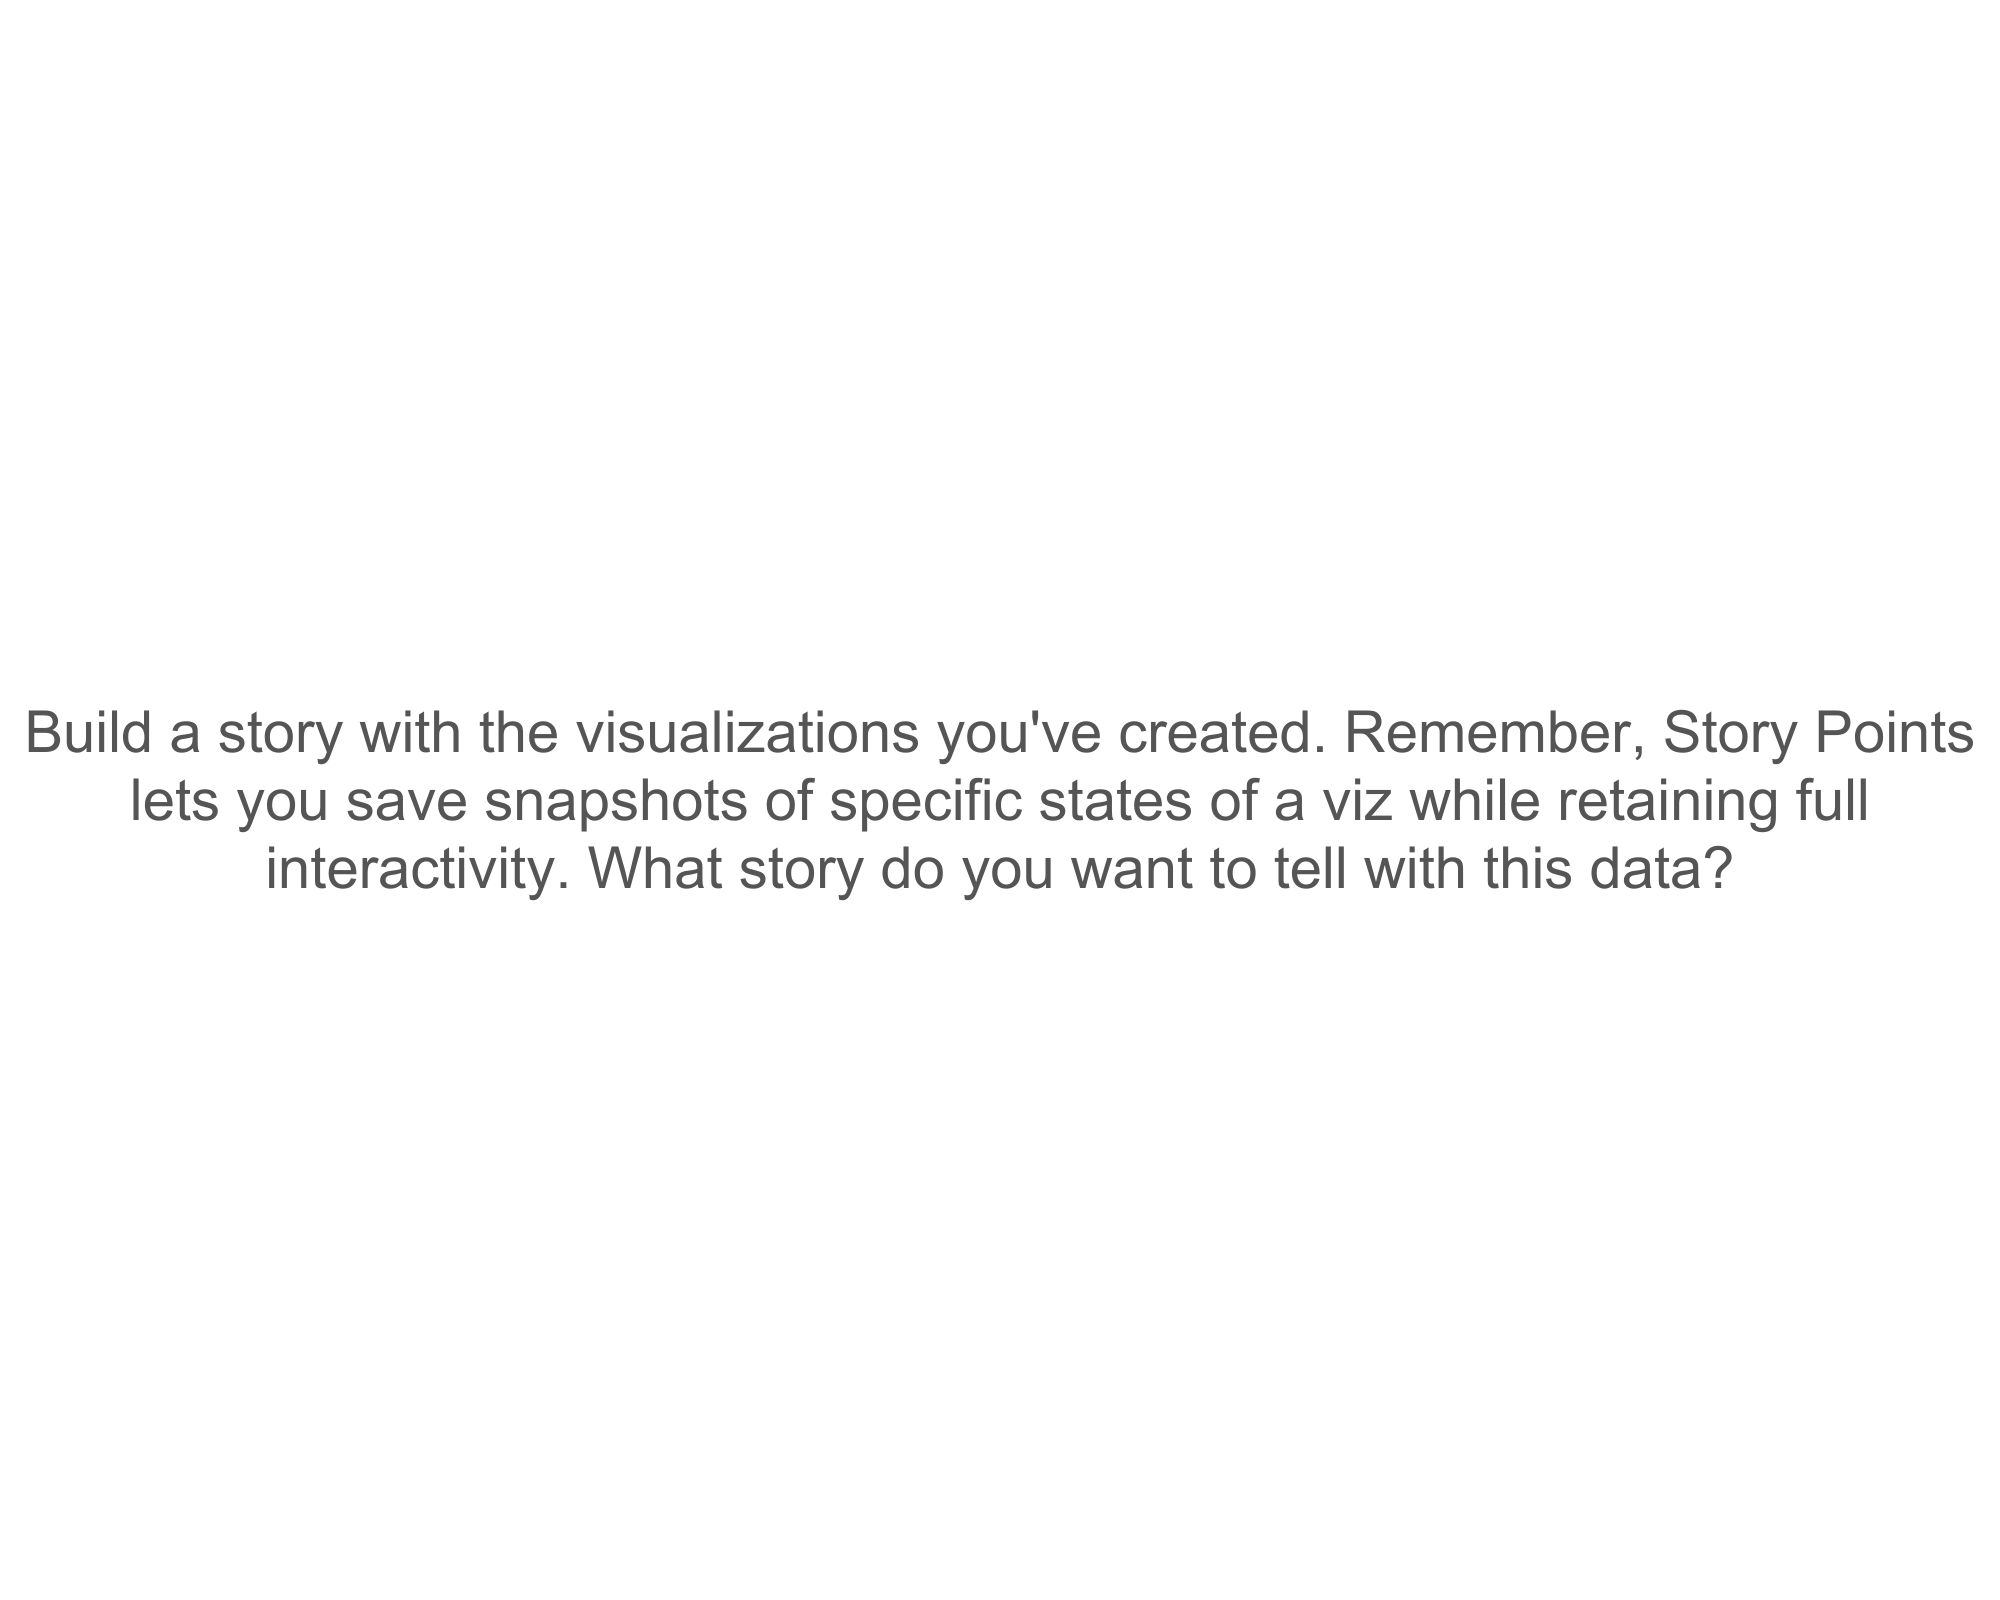 Build a story with the visualizations you've created. Remember, Story Points
lets you save snapshots of specific states of a viz while retaining full
interactivity. What story do you want to tell with this data?